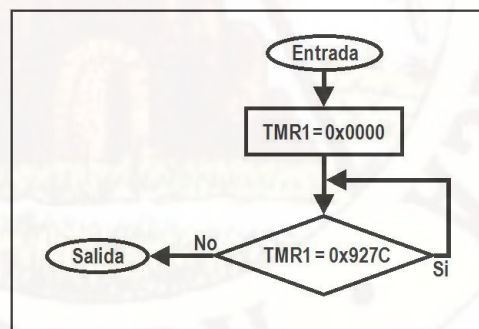 Entrada
TMR1=0x0000
TMR1=0x927C
No
Si
Salida